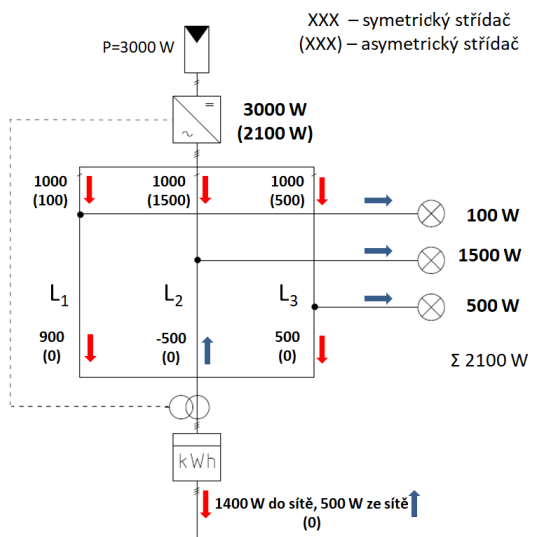 XXX – symetrický střídač
(XXX) – asymetrický střídač
P=3000 W
3000 W
(2100 W)
1000
(100)
1000
(1500)
1000
(500)
100 W
1500 W
500 W
L1
L2
L3
900
(0)
-500
(0)
500
(0)
Σ 2100 W
kWh
1400 W do sítě, 500 W ze sítě
(0)